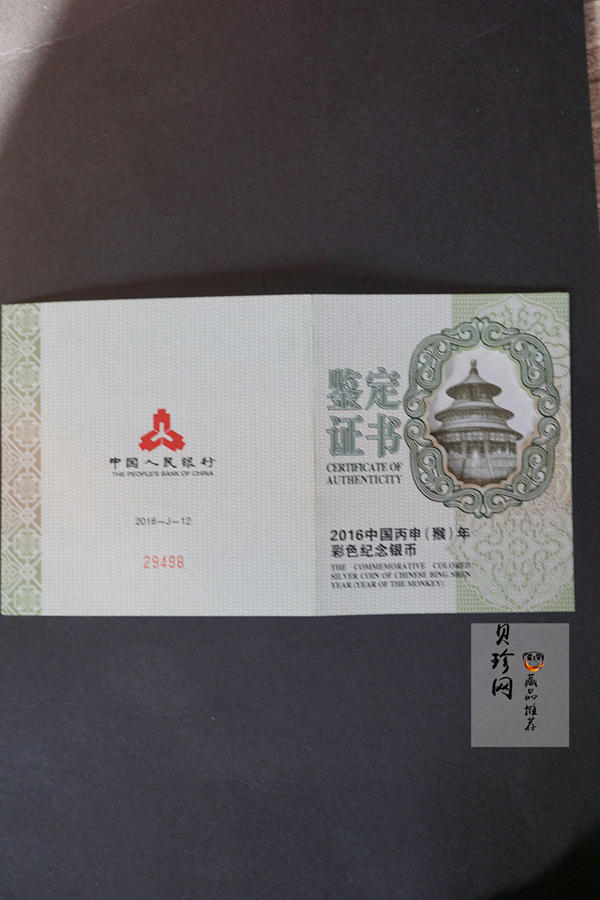 中国人民银行
THE PEOPLE'S BANK OF CHINA
2016-J-12
29498
鉴定
证书
CERTIFICATE OF
AUTHENTICITY
2016中国丙申（猴）年
彩色纪念银币
THE COMMEMORATIVE COLORED
SILVER COIN OF CHINESE BING SHEN
YEAR (YEAR OF THE MONKEY)
贝珍网
藏品推荐